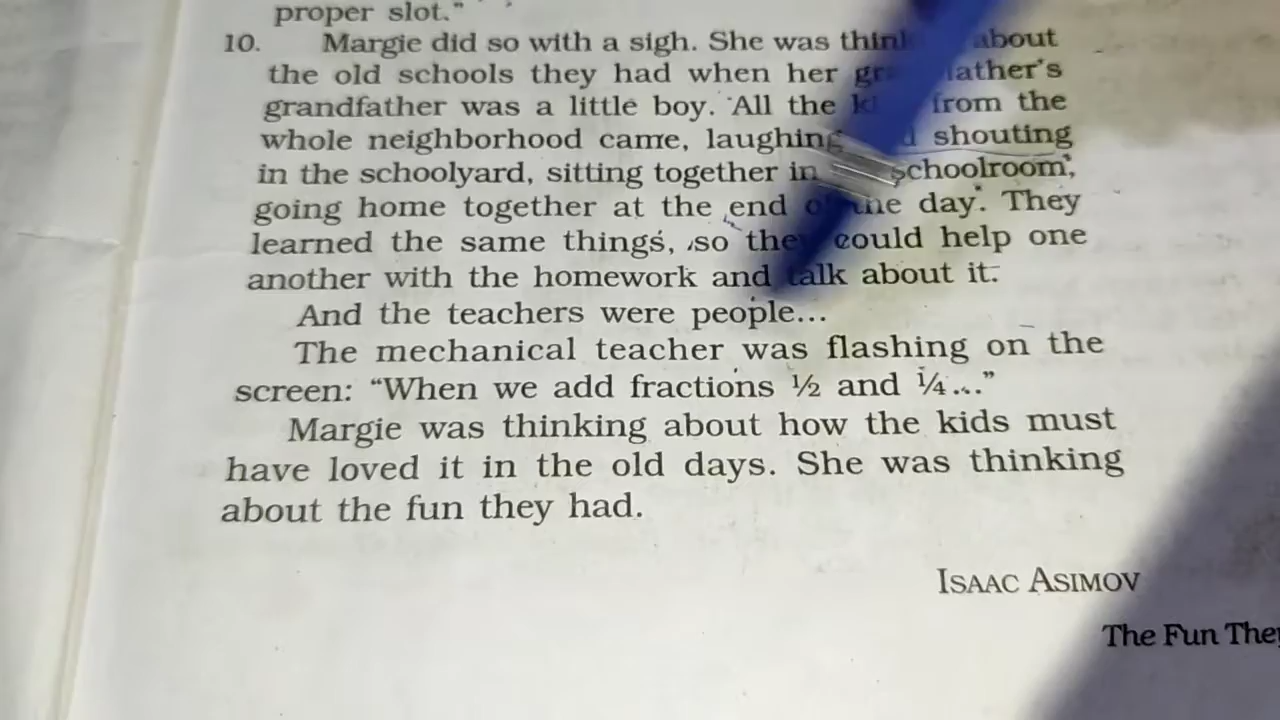 proper slot."
10. Margie did so with a sigh. She was about
the old schools they had when her
grandfather was a little boy. All the from the
whole neighborhood came, laughing shouting
in the schoolyard, sitting together in schoolroom,
going home together at the end the day. They
learned the same things, so they could help one
another with the homework and talk about it.
And the teachers were people...
The mechanical teacher was flashing on the
screen: "When we add fractions ½ and ¼..."
Margie was thinking about how the kids must
have loved it in the old days. She was thinking
about the fun they had.
ISAAC ASIMOV
The Fun